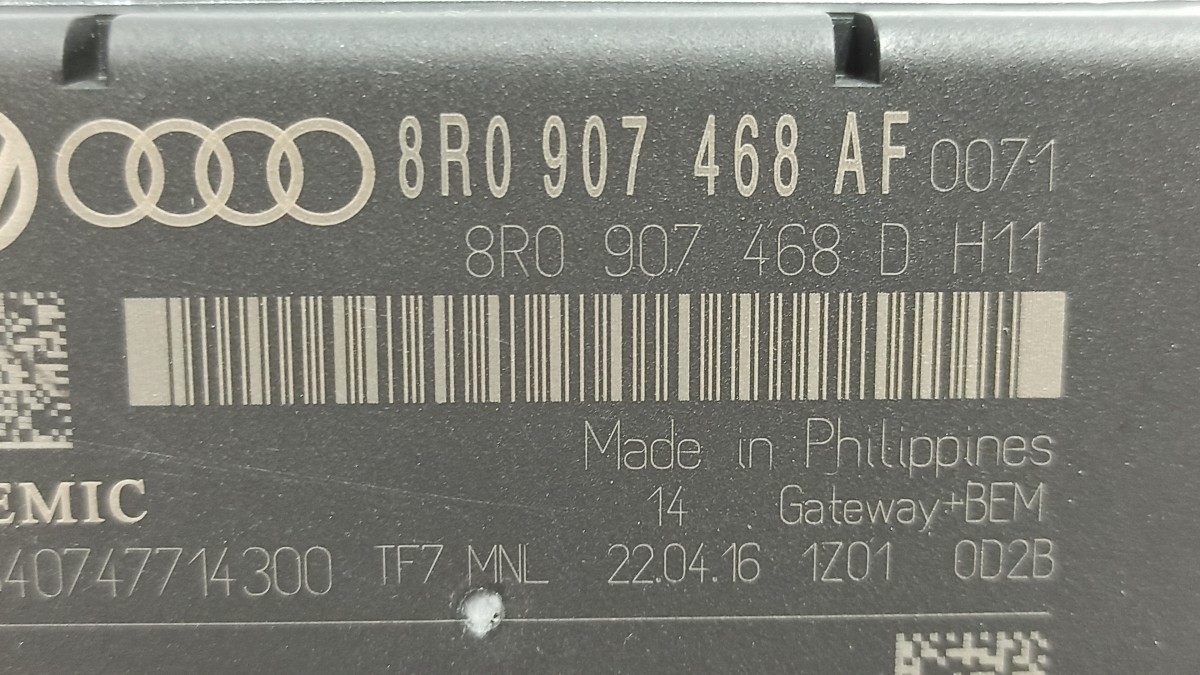 8R0 907 468 AF 0071
8R0 907 468 D H11
Made in Philippines
14 Gateway+BEM
EMIC
40747714300 TF7 MNL 22.04.16 1Z01 0D2B